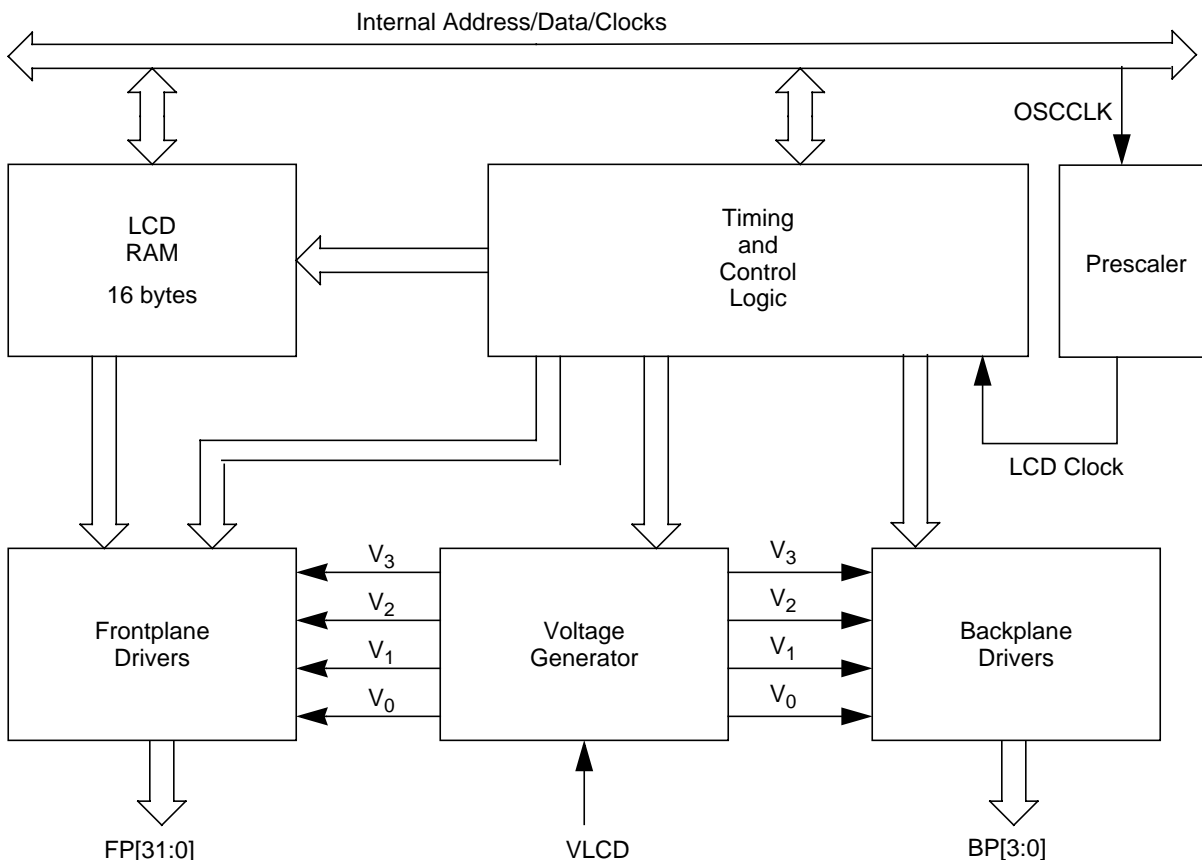 Internal Address/Data/Clocks
OSCCLK
LCD
RAM
16 bytes
Timing
and
Control
Logic
Prescaler
LCD Clock
V3
V2
V1
V0
V3
V2
V1
V0
Frontplane
Drivers
Voltage
Generator
Backplane
Drivers
FP[31:0]
VLCD
BP[3:0]